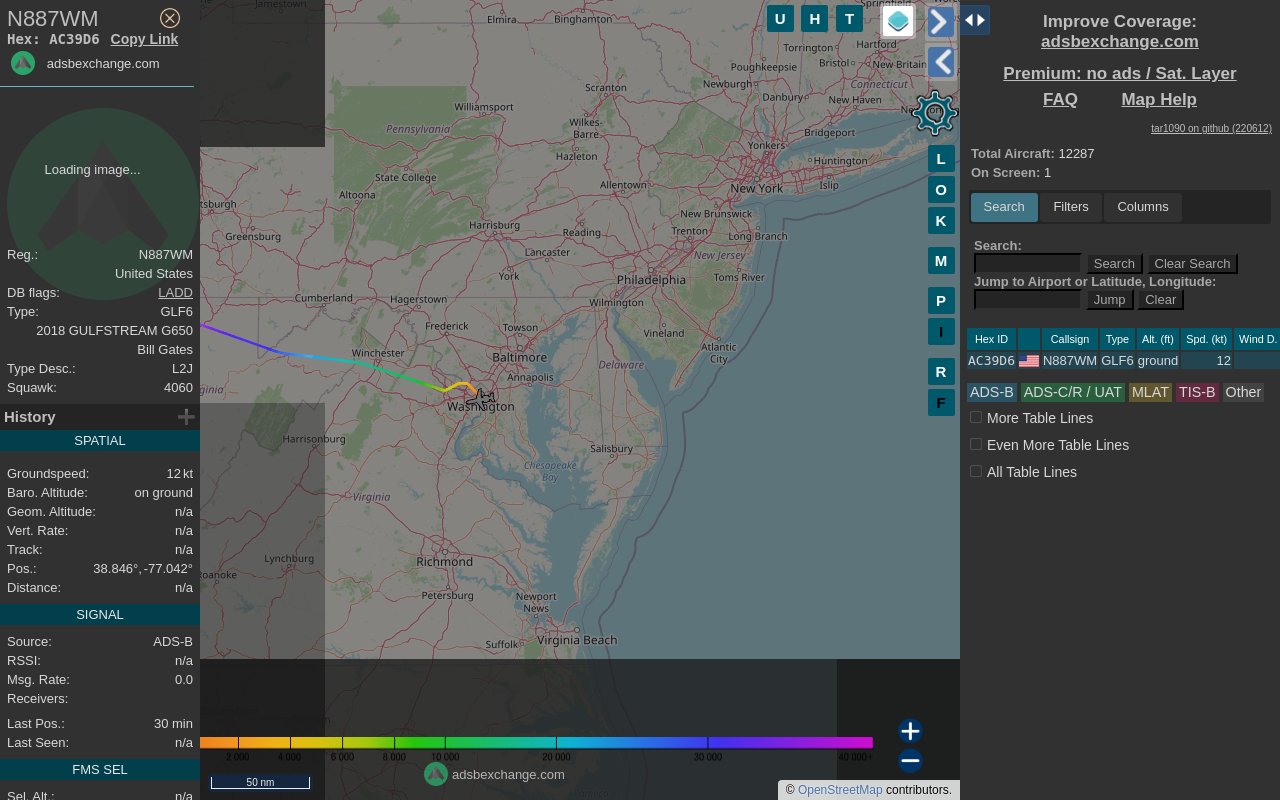 N887WM
Hex: AC39D6 Copy Link
adsbexchange.com
Loading image...
Reg.: N887WM
United States
DB flags: LADD
Type: GLF6
2018 GULFSTREAM G650
Bill Gates
Type Desc.: L2J
Squawk: 4060
History
SPATIAL
Groundspeed: 12 kt
Baro. Altitude: on ground
Geom. Altitude: n/a
Vert. Rate: n/a
Track: n/a
Pos.: 38.846°, -77.042°
Distance: n/a
SIGNAL
Source: ADS-B
RSSI: n/a
Msg. Rate: 0.0
Receivers:
Last Pos.: 30 min
Last Seen: n/a
FMS SEL
Sel. Alt.: n/a
Jamestown
Elmira
Binghamton
Springfield
Torrington
Hartford
Poughkeepsie
Bristol
New Britain
Scranton
Newburgh
Connecticut
Williamsport
Danbury
New Haven
Wilkes-
Barre
Pennsylvania
Bridgeport
Hazleton
Yonkers
Huntington
State College
Allentown
New York
Islip
Altoona
tsburgh
New Brunswick
Harrisburg
Reading
Trenton
Long Branch
Greensburg
Lancaster
New Jersey
York
Philadelphia
Toms River
Cumberland
Hagerstown
Wilmington
Frederick
Towson
Vineland
Winchester
Baltimore
Atlantic
City
Delaware
Annapolis
ginia
Washington
Harrisonburg
Salisbury
Chesapeake
Bay
Virginia
Lynchburg
Richmond
oanoke
Petersburg
Newport
News
Suffolk
Virginia Beach
U H T
L
O
K
M
P
I
R
F
2 000 4 000 6 000 8 000 10 000 20 000 30 000 40 000+
50 nm
adsbexchange.com
© OpenStreetMap contributors.
Improve Coverage:
adsbexchange.com
Premium: no ads / Sat. Layer
FAQ Map Help
tar1090 on github (220612)
Total Aircraft: 12287
On Screen: 1
Search Filters Columns
Search:
Search Clear Search
Jump to Airport or Latitude, Longitude:
Jump Clear
Hex ID Callsign Type Alt. (ft) Spd. (kt) Wind D.
AC39D6 N887WM GLF6 ground 12
ADS-B ADS-C/R / UAT MLAT TIS-B Other
More Table Lines
Even More Table Lines
All Table Lines